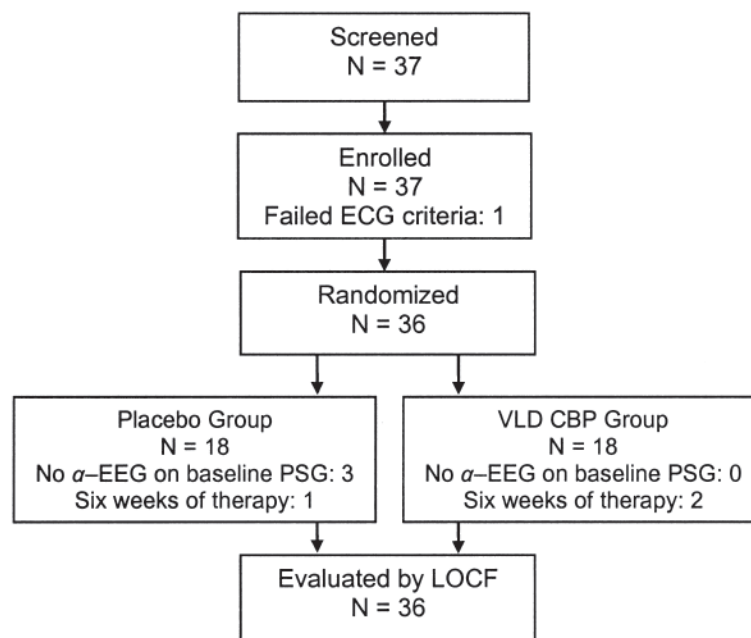 Screened
N = 37
Enrolled
N = 37
Failed ECG criteria: 1
Randomized
N = 36
Placebo Group
N = 18
No α–EEG on baseline PSG: 3
Six weeks of therapy: 1
VLD CBP Group
N = 18
No α–EEG on baseline PSG: 0
Six weeks of therapy: 2
Evaluated by LOCF
N = 36